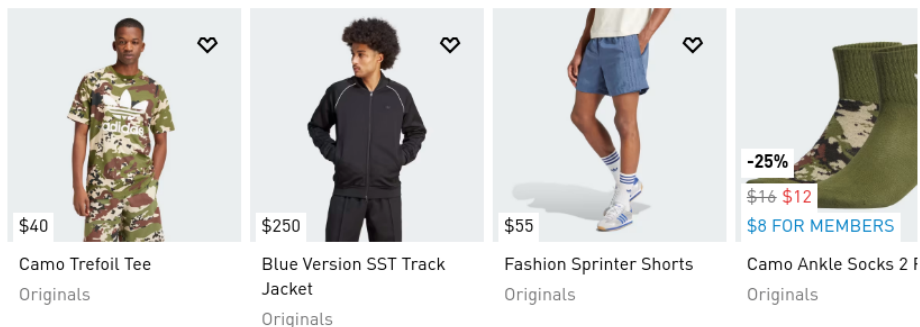 adidas
$40
Camo Trefoil Tee
Originals
$250
Blue Version SST Track
Jacket
Originals
$55
Fashion Sprinter Shorts
Originals
-25%
$16 $12
$8 FOR MEMBERS
Camo Ankle Socks 2
Originals